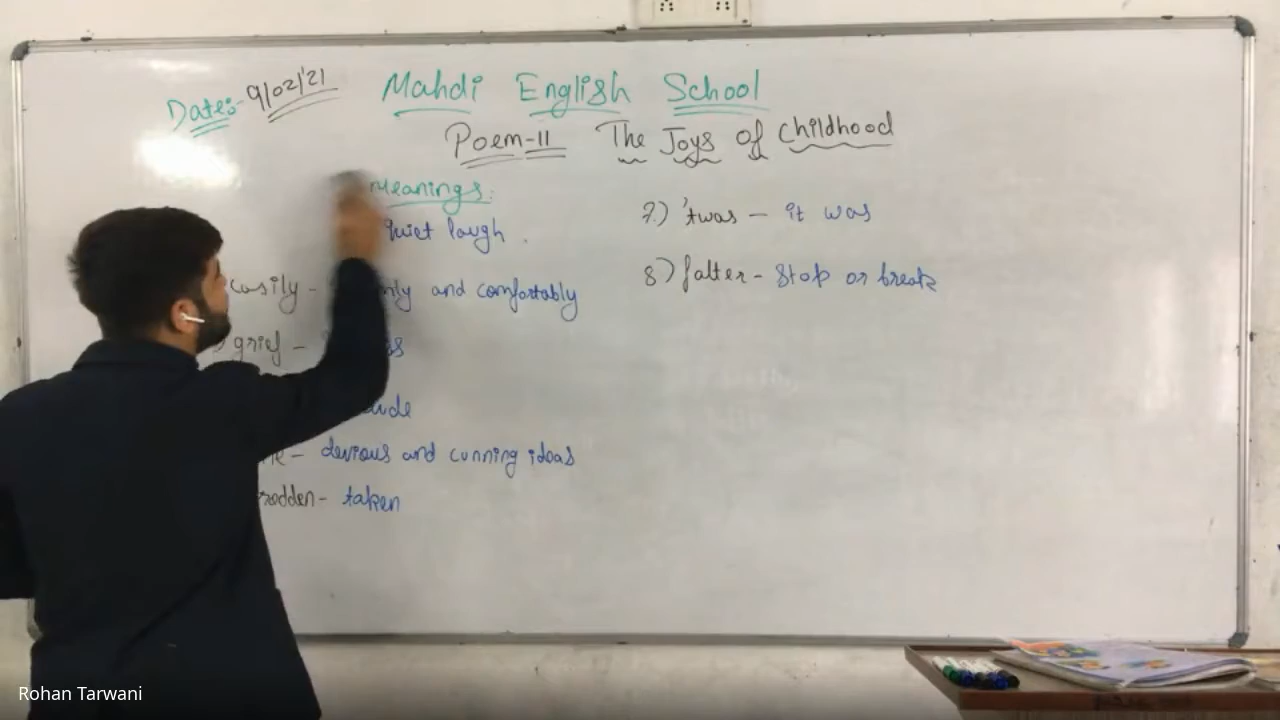 Date:- 9/02/'21
Mahdi English School
Poem-11 The Joys of Childhood
Meanings:
quiet laugh.
easily - and comfortably
grief -
devious and cunning ideas
trodden - taken
7.) 'twas - it was
8.) falter - Stop or break
Rohan Tarwani